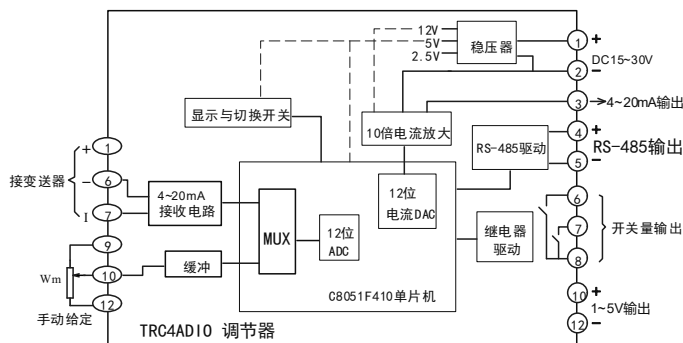 12V
5V
2.5V
稳压器
1 +
DC15~30V
2 −
3 →4~20mA输出
显示与切换开关
10倍电流放大
RS-485驱动
4 +
RS-485输出
5 −
+ 1
接变送器
− 6
I 7
4~20mA
接收电路
MUX
12位
ADC
12位
电流DAC
继电器
驱动
6
7
8
开关量输出
9
Wm
10
12
手动给定
缓冲
C8051F410单片机
10 +
1~5V输出
12 −
TRC4ADIO 调节器